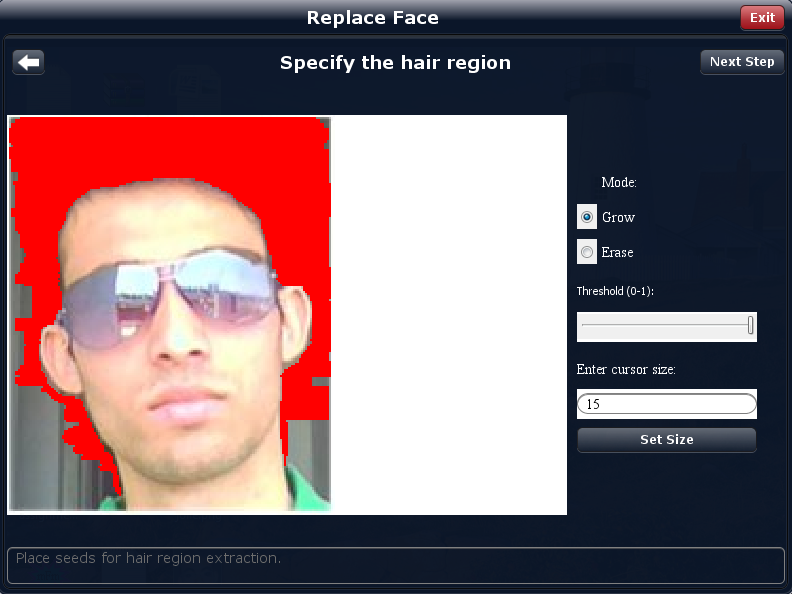 Replace Face
Exit
Specify the hair region
Next Step
Mode:
Grow
Erase
Threshold (0-1):
Enter cursor size:
15
Set Size
Place seeds for hair region extraction.